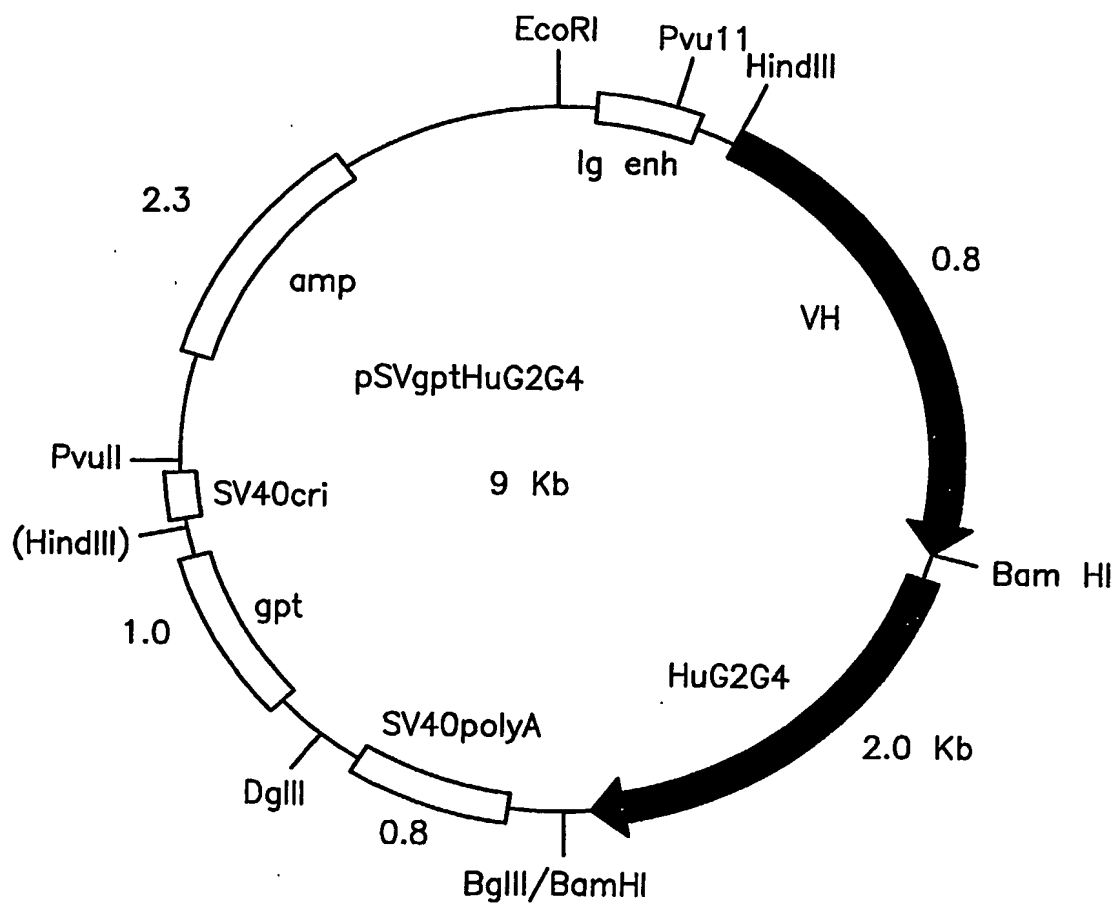 EcoRI
Pvu11
HindIII
Ig enh
2.3
0.8
amp
VH
pSVgptHuG2G4
PvuII
SV40cri
9 Kb
(HindIII)
Bam HI
gpt
1.0
HuG2G4
SV40polyA
2.0 Kb
DgIII
0.8
BgIII/BamHI